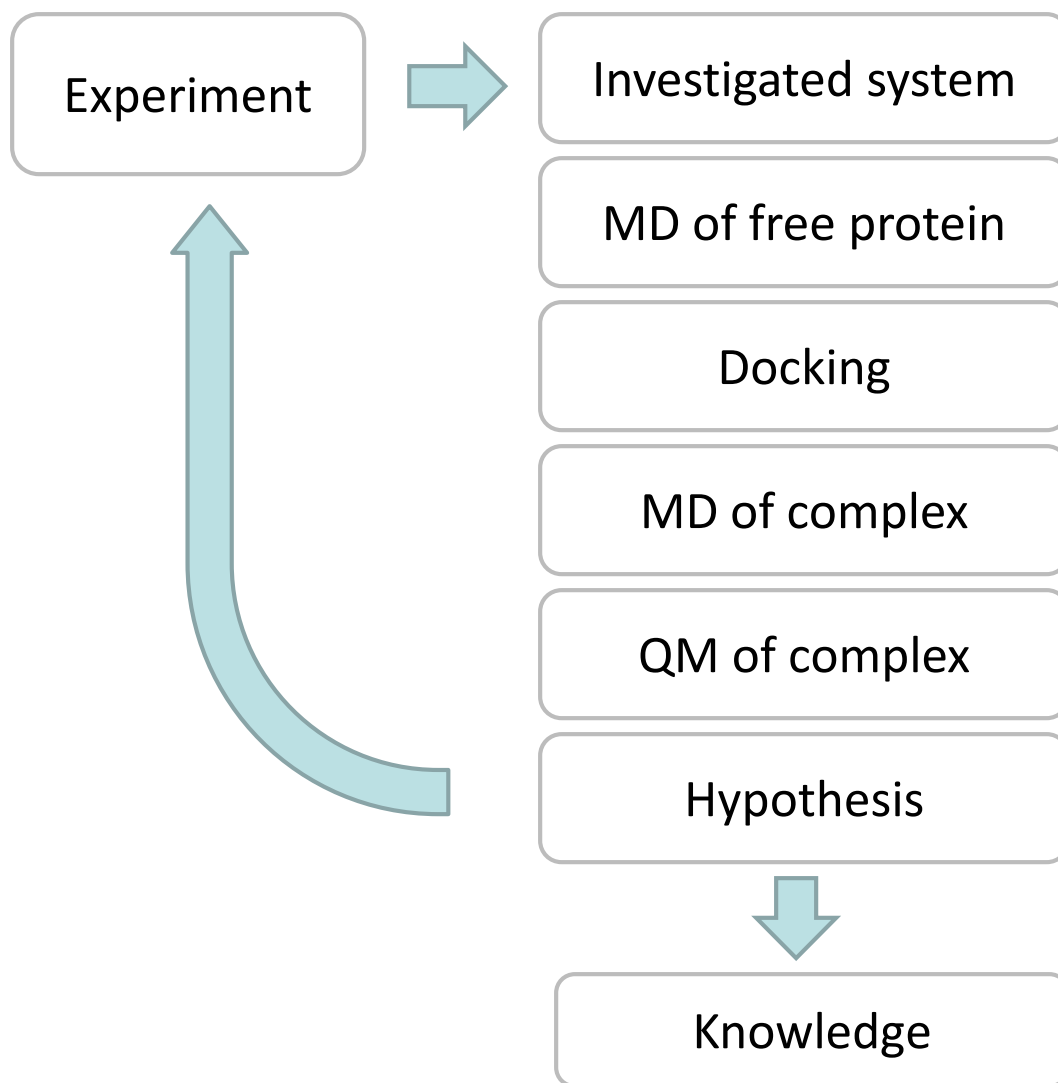 Experiment
Investigated system
MD of free protein
Docking
MD of complex
QM of complex
Hypothesis
Knowledge